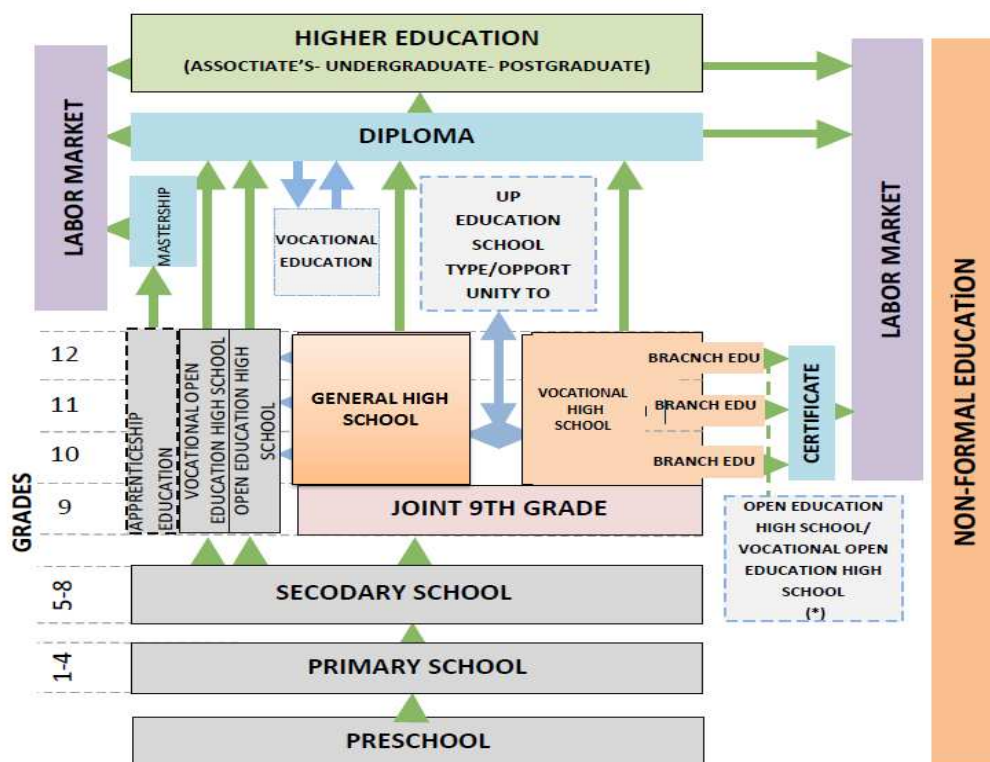 HIGHER EDUCATION
(ASSOCTIATE'S- UNDERGRADUATE- POSTGRADUATE)
DIPLOMA
LABOR MARKET
MASTERSHIP
VOCATIONAL
EDUCATION
UP
EDUCATION
SCHOOL
TYPE/OPPORT
UNITY TO
LABOR MARKET
NON-FORMAL EDUCATİON
GRADES
12
11
10
9
5-8
1-4
APPRENTICESHIP
EDUCATION
VOCATIONAL OPEN
EDUCATION HIGH SCHOOL
OPEN EDUCATION HIGH
SCHOOL
GENERAL HIGH
SCHOOL
VOCATIONAL
HIGH
SCHOOL
BRACNCH EDU
BRANCH EDU
BRANCH EDU
CERTIFICATE
JOINT 9TH GRADE
OPEN EDUCATION
HIGH SCHOOL/
VOCATIONAL OPEN
EDUCATION HIGH
SCHOOL
(*)
SECODARY SCHOOL
PRIMARY SCHOOL
PRESCHOOL